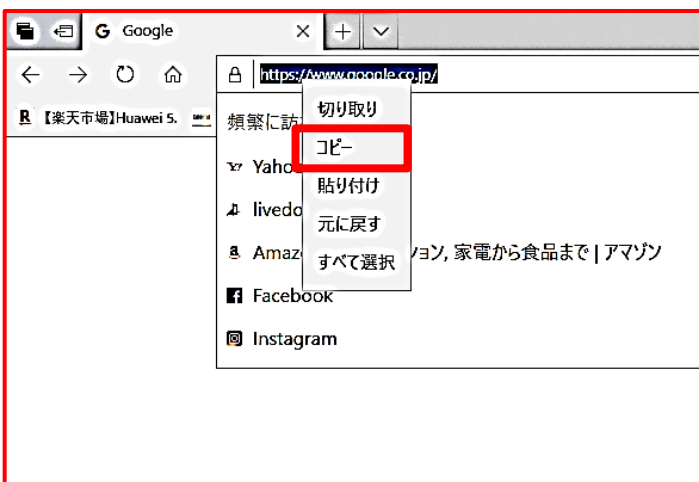 Google
https://www.google.co.jp/
【楽天市場】Huawei 5.
頻繁に訪
切り取り
コピー
貼り付け
元に戻す
すべて選択
Yaho
livedo
Amaz ション, 家電から食品まで | アマゾン
Facebook
Instagram